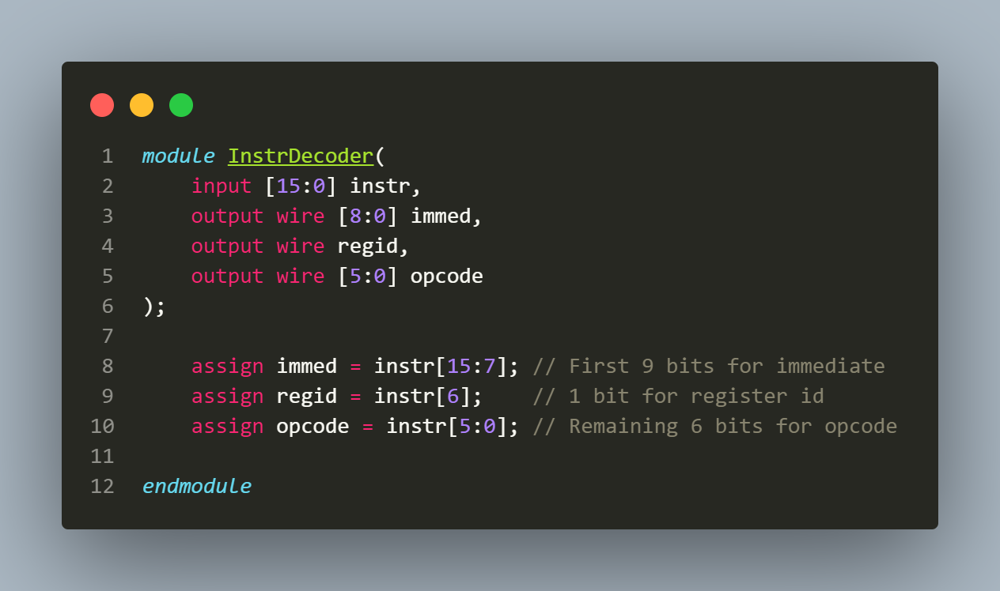 1 module InstrDecoder(
2     input [15:0] instr,
3     output wire [8:0] immed,
4     output wire regid,
5     output wire [5:0] opcode
6 );
7
8     assign immed = instr[15:7]; // First 9 bits for immediate
9     assign regid = instr[6];    // 1 bit for register id
10     assign opcode = instr[5:0]; // Remaining 6 bits for opcode
11
12 endmodule